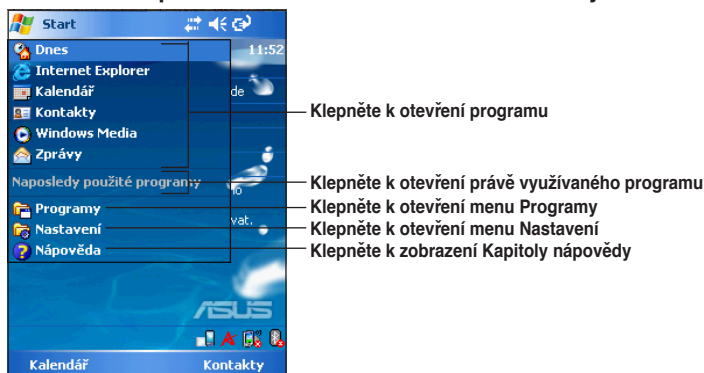 Start
Dnes
11:52
Internet Explorer
Kalendář
de
Kontakty
Klepněte k otevření programu
Windows Media
Zprávy
Naposledy použité programy
Klepněte k otevření právě využívaného programu
Programy
Klepněte k otevření menu Programy
vat.
Nastavení
Klepněte k otevření menu Nastavení
Nápověda
Klepněte k zobrazení Kapitoly nápovědy
ASUS
Kalendář
Kontakty